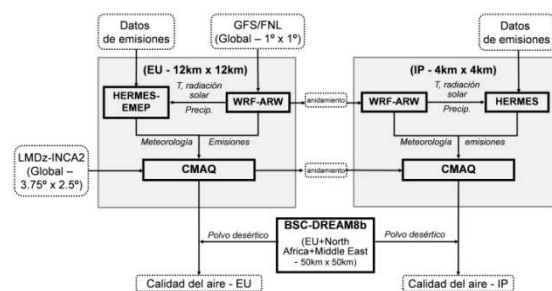 Datos
de emisiones
GFS/FNL
(Global – 1º x 1º)
Datos
de emisiones
(EU - 12km x 12km)
(IP - 4km x 4km)
HERMES-
EMEP
T, radiación
solar
Precip.
WRF-ARW
anidamiento
WRF-ARW
T, radiación
solar
Precip.
HERMES
Meteorología
Emisiones
Meteorología
emisiones
LMDz-INCA2
(Global –
3.75º x 2.5º)
CMAQ
anidamiento
CMAQ
BSC-DREAM8b
(EU+North
Africa+Middle East
- 50km x 50km)
Polvo desértico
Polvo desértico
Calidad del aire - EU
Calidad del aire - IP